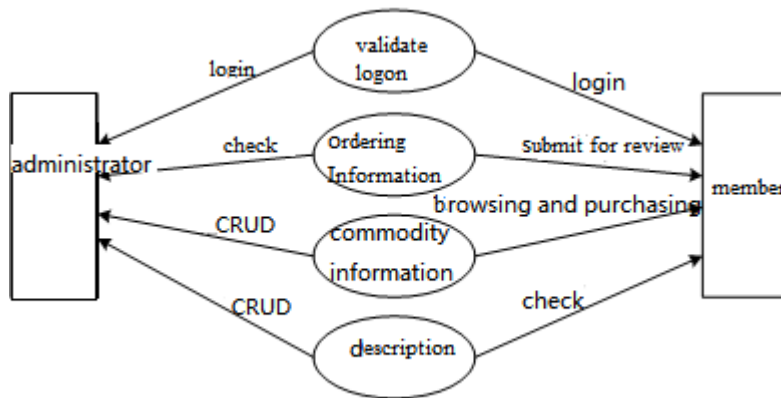 validate
logon
login
login
administrator
check
Ordering
Information
Submit for review
member
CRUD
commodity
information
browsing and purchasing
CRUD
description
check